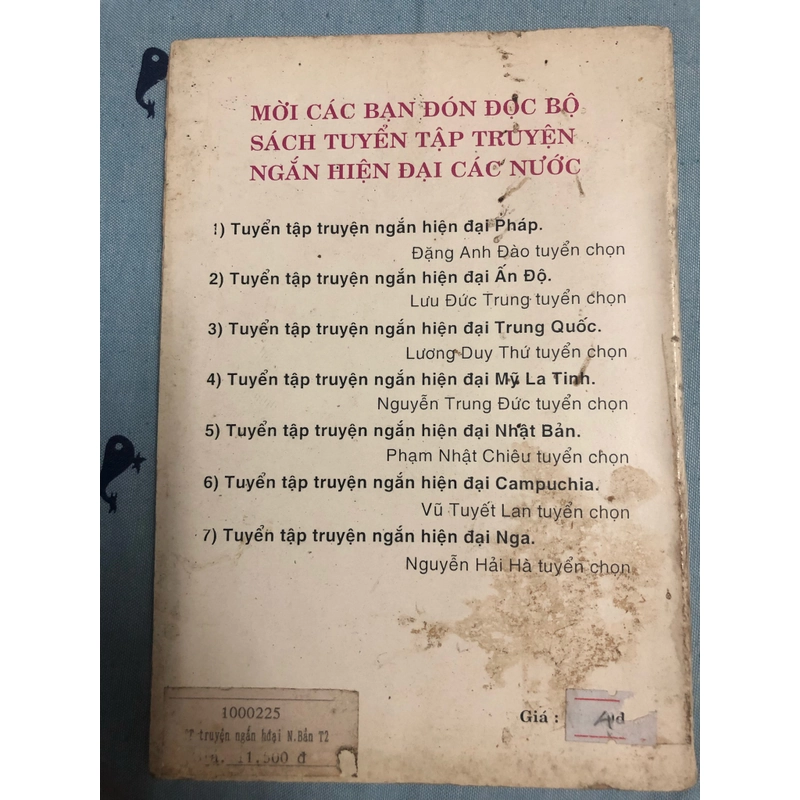 MỜI CÁC BẠN ĐÓN ĐỌC BỘ
SÁCH TUYỂN TẬP TRUYỆN
NGẮN HIỆN ĐẠI CÁC NƯỚC
1) Tuyển tập truyện ngắn hiện đại Pháp.
Đặng Anh Đào tuyển chọn
2) Tuyển tập truyện ngắn hiện đại Ấn Độ.
Lưu Đức Trung tuyển chọn
3) Tuyển tập truyện ngắn hiện đại Trung Quốc.
Lương Duy Thứ tuyển chọn
4) Tuyển tập truyện ngắn hiện đại Mỹ La Tinh.
Nguyễn Trung Đức tuyển chọn
5) Tuyển tập truyện ngắn hiện đại Nhật Bản.
Phạm Nhật Chiêu tuyển chọn
6) Tuyển tập truyện ngắn hiện đại Campuchia.
Vũ Tuyết Lan tuyển chọn
7) Tuyển tập truyện ngắn hiện đại Nga.
Nguyễn Hải Hà tuyển chọn
1000225
truyện ngắn hđại N.Bản T2
11.500 đ
Giá :